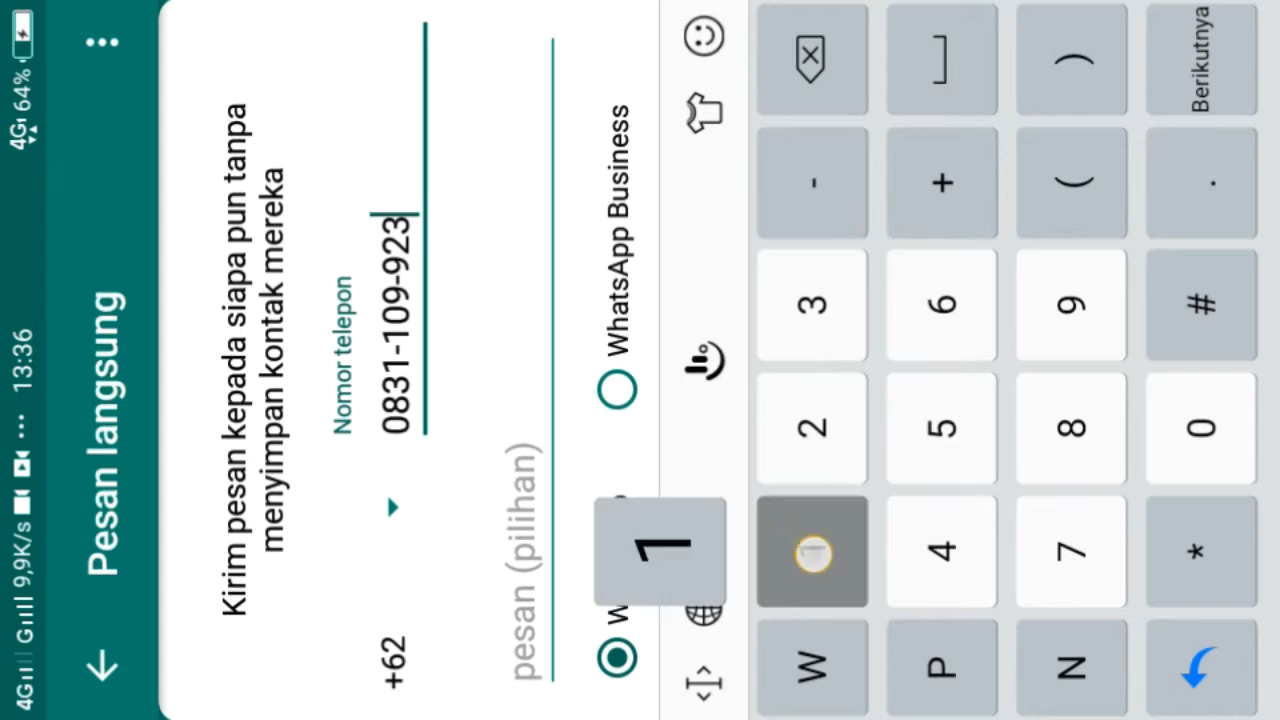 4G G 9,9K/s ... 13:36 4G 64%
Pesan langsung
Kirim pesan kepada siapa pun tanpa
menyimpan kontak mereka
Nomor telepon
+62 0831-109-923
pesan (pilihan)
W WhatsApp Business
1
W 2 3 -
P 4 5 6 +
N 7 8 9 ( )
* 0 # . Berikutnya